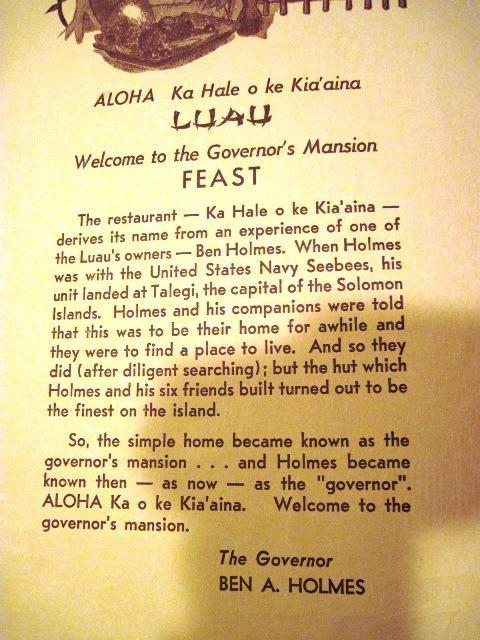 ALOHA Ka Hale o ke Kia'aina
LUAU
Welcome to the Governor's Mansion
FEAST
The restaurant — Ka Hale o ke Kia'aina —
derives its name from an experience of one of
the Luau's owners — Ben Holmes. When Holmes
was with the United States Navy Seebees, his
unit landed at Talegi, the capital of the Solomon
Islands. Holmes and his companions were told
that this was to be their home for awhile and
they were to find a place to live. And so they
did (after diligent searching); but the hut which
Holmes and his six friends built turned out to be
the finest on the island.
So, the simple home became known as the
governor's mansion . . . and Holmes became
known then — as now — as the "governor".
ALOHA Ka o ke Kia'aina. Welcome to the
governor's mansion.
The Governor
BEN A. HOLMES